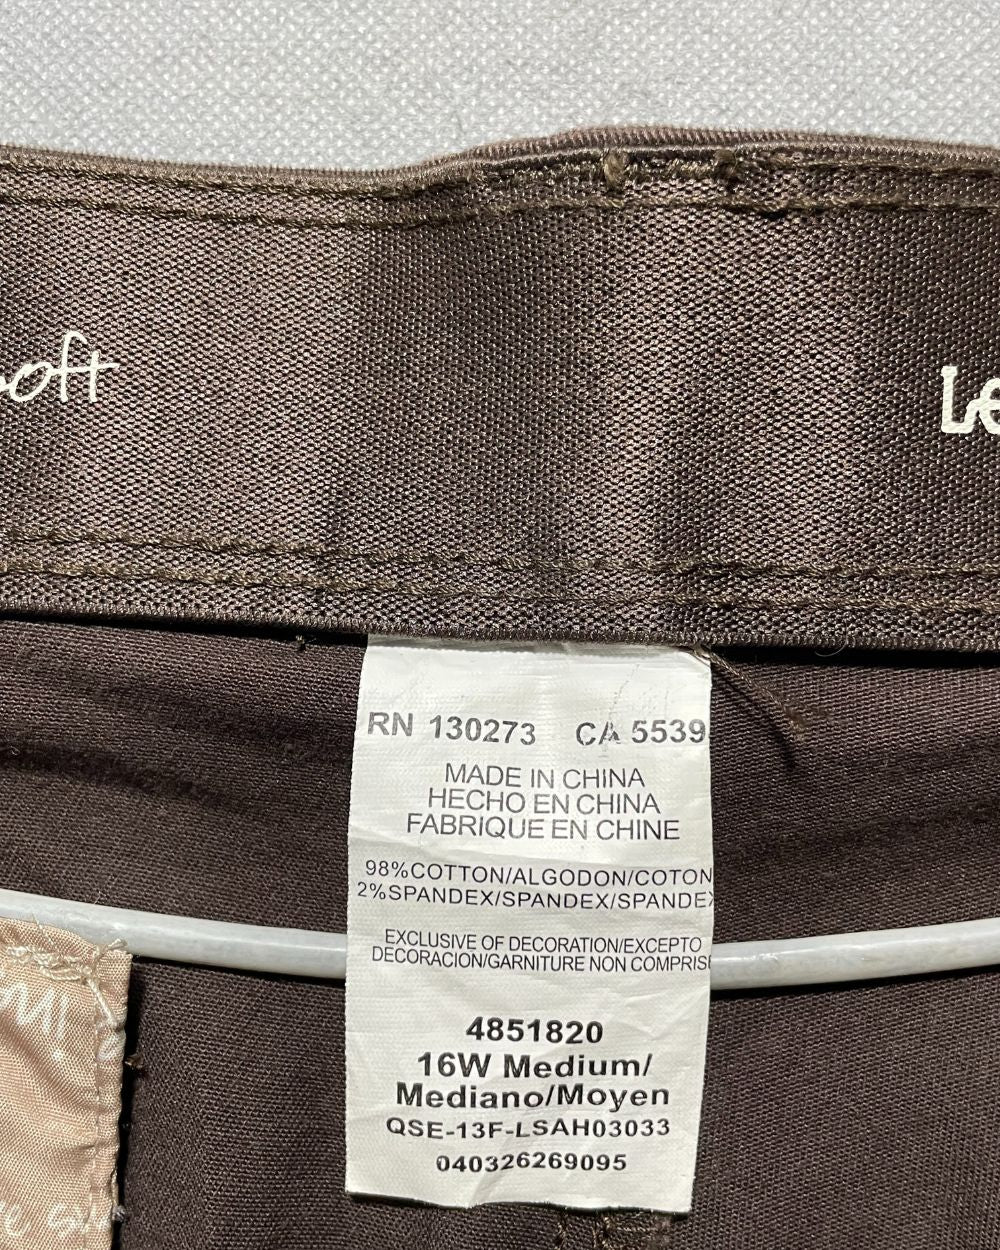 oft
Le
RN 130273 CA 5539
MADE IN CHINA
HECHO EN CHINA
FABRIQUE EN CHINE
98%COTTON/ALGODON/COTON
2%SPANDEX/SPANDEX/SPANDEX
EXCLUSIVE OF DECORATION/EXCEPTO
DECORACION/GARNITURE NON COMPRIS
4851820
16W Medium/
Mediano/Moyen
QSE-13F-LSAH03033
040326269095